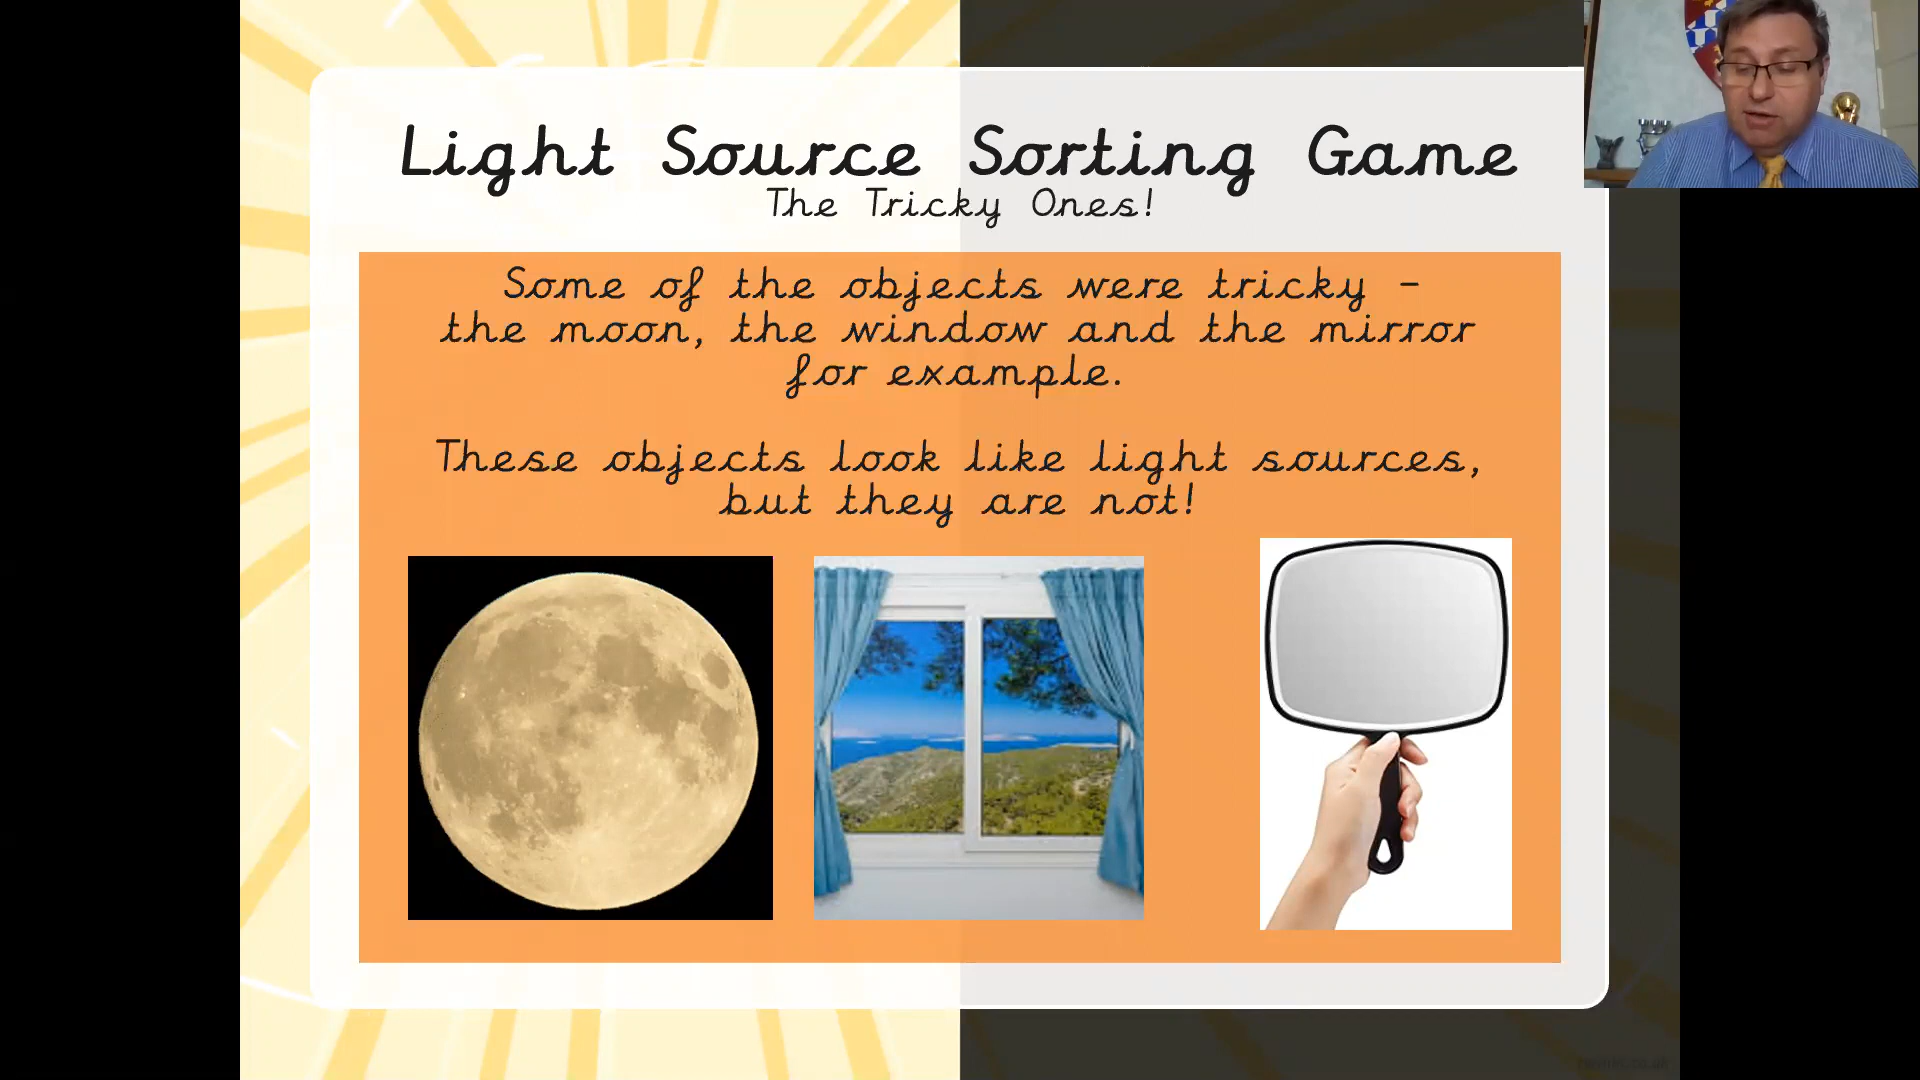 Light Source Sorting Game
The Tricky Ones!
Some of the objects were tricky -
the moon, the window and the mirror
for example.
These objects look like light sources,
but they are not!